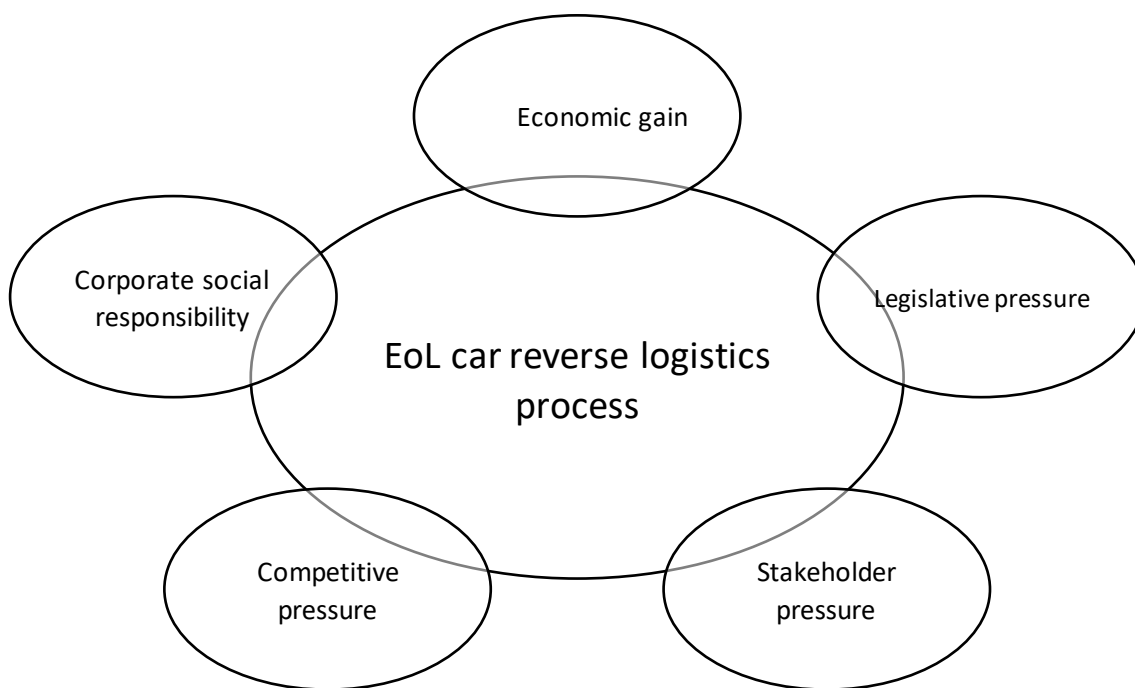 Economic gain
Corporate social
responsibility
Legislative pressure
EoL car reverse logistics
process
Competitive
pressure
Stakeholder
pressure